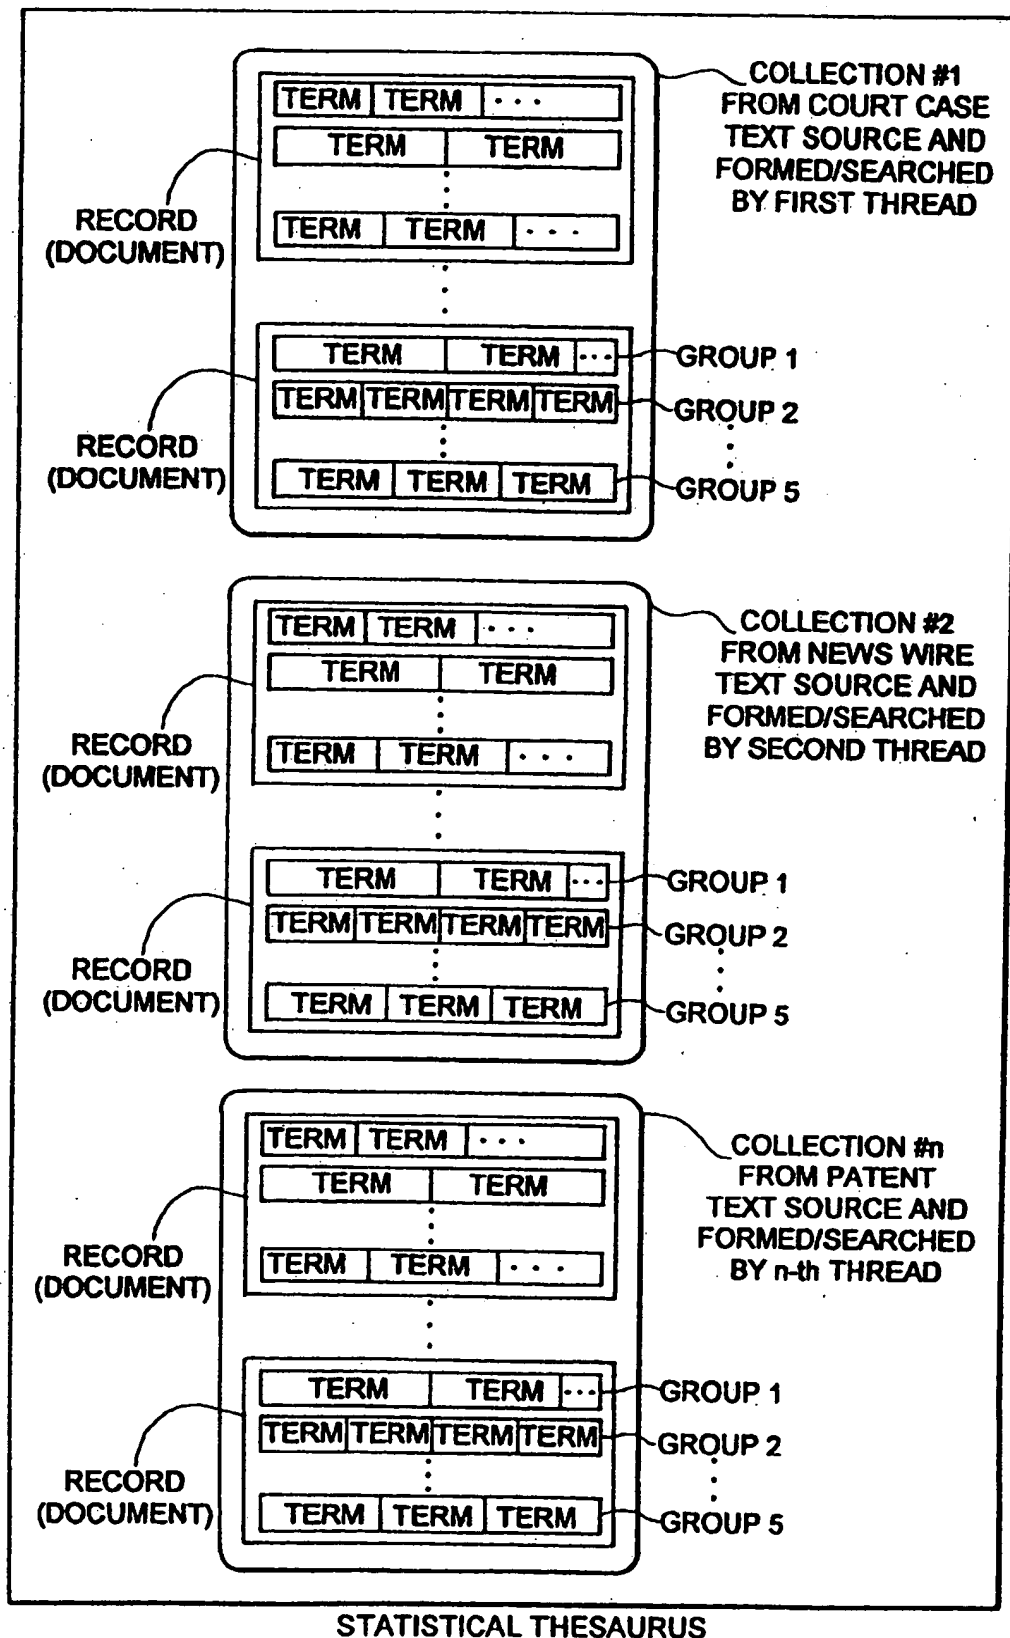 COLLECTION #1
FROM COURT CASE
TEXT SOURCE AND
FORMED/SEARCHED
BY FIRST THREAD
TERM TERM . . .
TERM TERM
RECORD
(DOCUMENT)
TERM TERM . . .
TERM TERM ... GROUP 1
TERM TERM TERM TERM GROUP 2
RECORD
(DOCUMENT)
TERM TERM TERM GROUP 5
COLLECTION #2
FROM NEWS WIRE
TEXT SOURCE AND
FORMED/SEARCHED
BY SECOND THREAD
TERM TERM . . .
TERM TERM
RECORD
(DOCUMENT)
TERM TERM . . .
TERM TERM ... GROUP 1
TERM TERM TERM TERM GROUP 2
RECORD
(DOCUMENT)
TERM TERM TERM GROUP 5
COLLECTION #n
FROM PATENT
TEXT SOURCE AND
FORMED/SEARCHED
BY n-th THREAD
TERM TERM . . .
TERM TERM
RECORD
(DOCUMENT)
TERM TERM . . .
TERM TERM ... GROUP 1
TERM TERM TERM TERM GROUP 2
RECORD
(DOCUMENT)
TERM TERM TERM GROUP 5
STATISTICAL THESAURUS